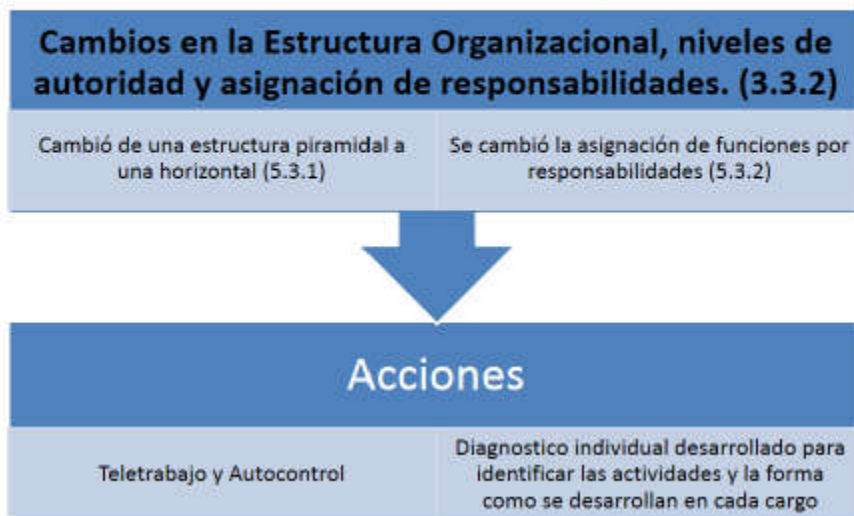 Cambios en la Estructura Organizacional, niveles de
autoridad y asignación de responsabilidades. (3.3.2)
Cambió de una estructura piramidal a
una horizontal (5.3.1)
Se cambió la asignación de funciones por
responsabilidades (5.3.2)
Acciones
Teletrabajo y Autocontrol
Diagnostico individual desarrollado para
identificar las actividades y la forma
como se desarrollan en cada cargo